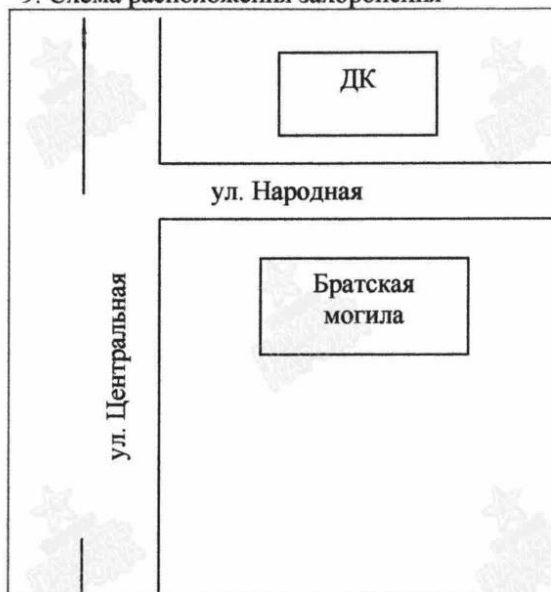 9. Схема расположения захоронения
ДК
ул. Народная
Братская
могила
ул. Центральная